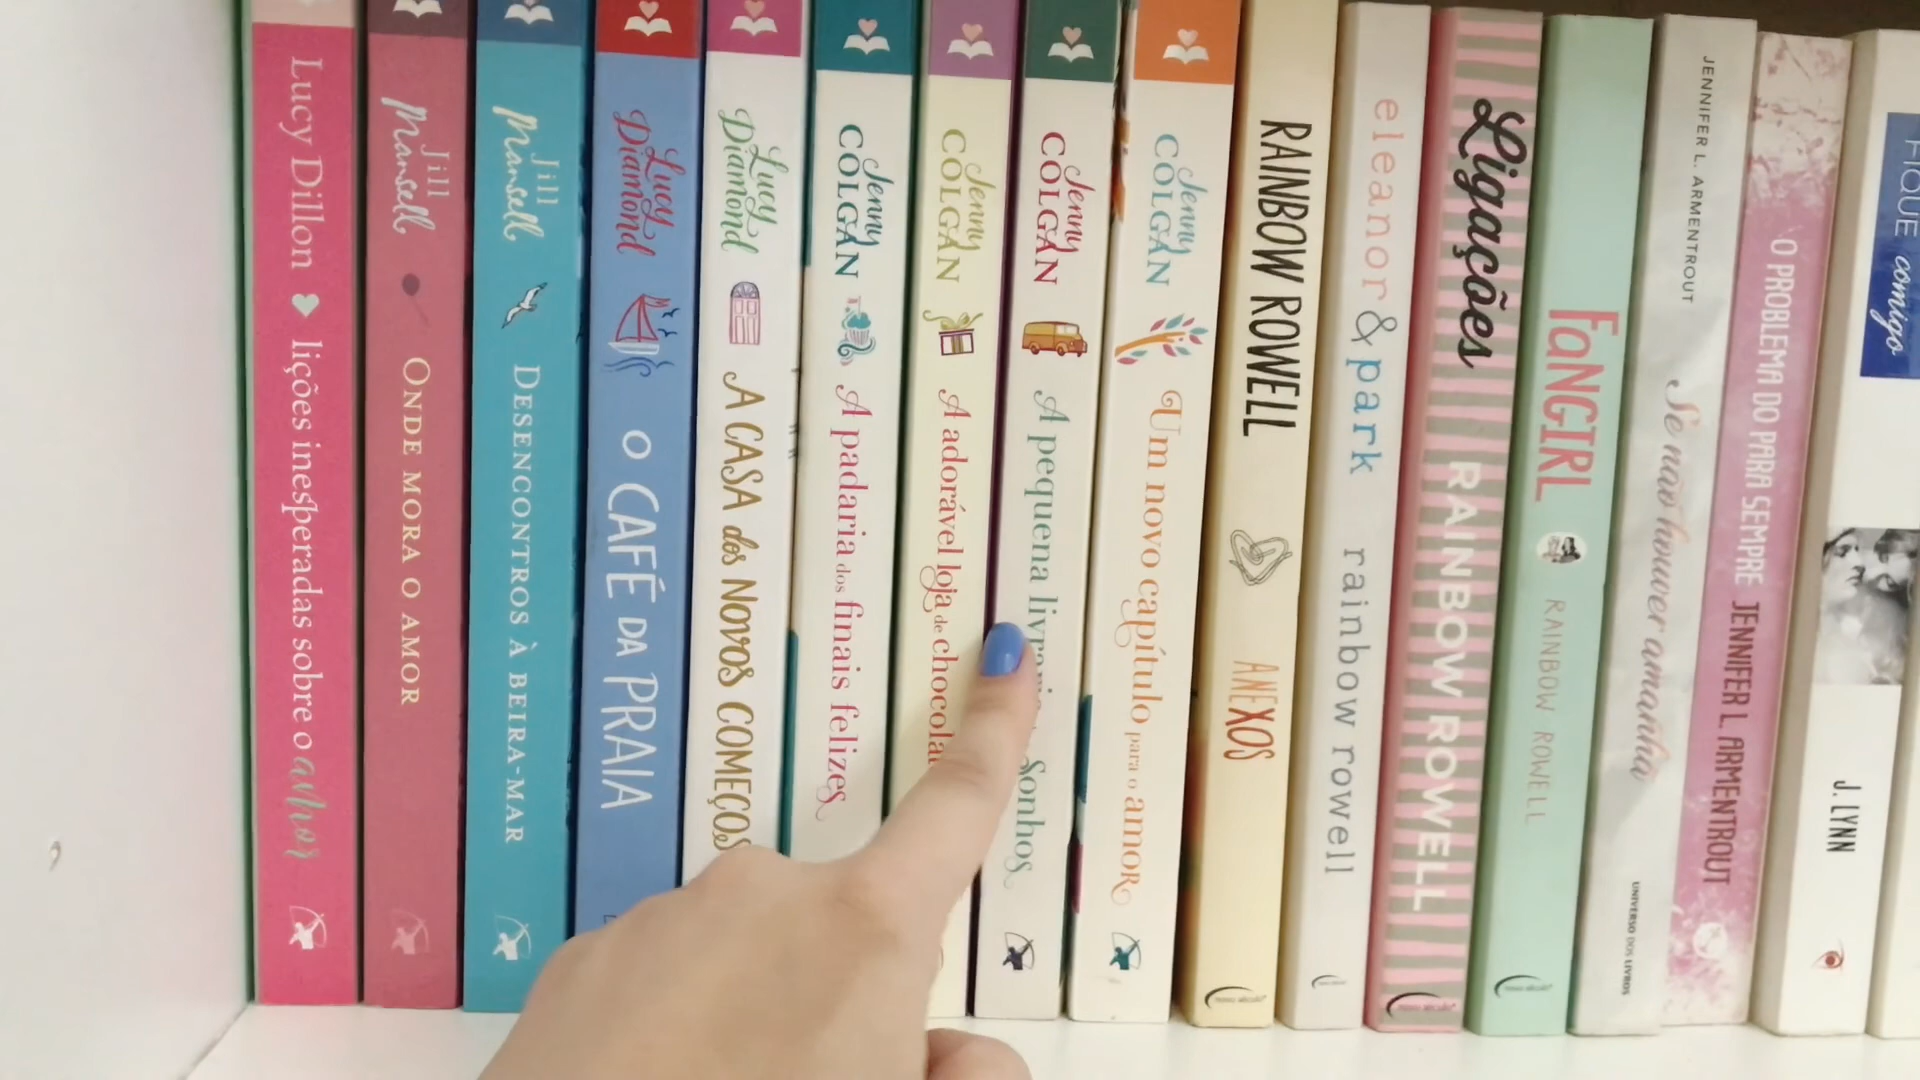 Lucy Dillon
lições inesperadas sobre o amor
Jill
Mansell
ONDE MORA O AMOR
Jill
Mansell
DESENCONTROS À BEIRA-MAR
Lucy
Diamond
O CAFÉ DA PRAIA
Lucy
Diamond
A CASA dos Novos COMEÇOS
Jenny
COLGAN
A padaria dos finais felizes
Jenny
COLGAN
A adorável loja de
Jenny
COLGAN
A pequena Sonhos
Jenny
COLGAN
Um novo capítulo para o amor
RAINBOW ROWELL
ANEXOS
eleanor & park
rainbow rowell
Ligações
RAINBOW ROWELL
FANGIRL
RAINBOW ROWELL
JENNIFER L. ARMENTROUT
Se não houver amanhã
UNIVERSO DOS LIVROS
O PROBLEMA DO PARA SEMPRE
JENNIFER L. ARMENTROUT
FIQUE comigo
J. LYNN